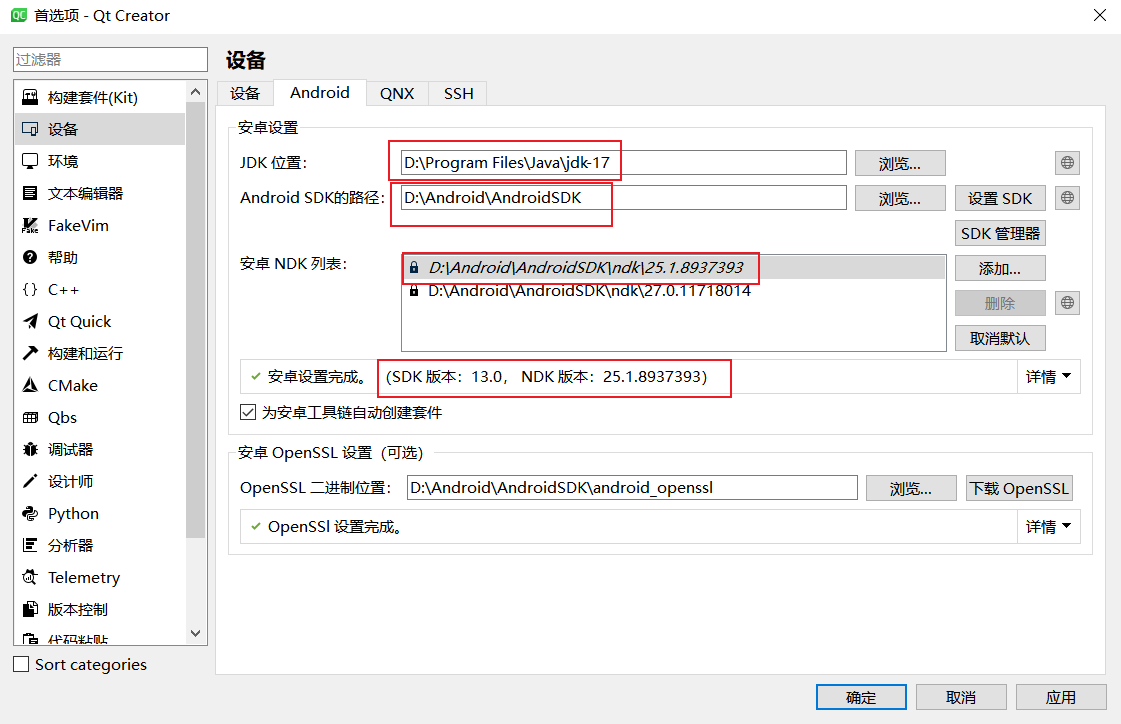 QC 首选项 - Qt Creator
过滤器
构建套件(Kit)
设备
环境
文本编辑器
FakeVim
帮助
C++
Qt Quick
构建和运行
CMake
Qbs
调试器
设计师
Python
分析器
Telemetry
版本控制
代码粘贴
Sort categories
设备
设备 Android QNX SSH
安卓设置
JDK 位置: D:\Program Files\Java\jdk-17 浏览...
Android SDK的路径: D:\Android\AndroidSDK 浏览... 设置 SDK
SDK 管理器
安卓 NDK 列表: D:\Android\AndroidSDK\ndk\25.1.8937393 添加...
D:\Android\AndroidSDK\ndk\27.0.11718014
删除
取消默认
安卓设置完成。 (SDK 版本：13.0， NDK 版本：25.1.8937393) 详情
为安卓工具链自动创建套件
安卓 OpenSSL 设置（可选）
OpenSSL 二进制位置: D:\Android\AndroidSDK\android_openssl 浏览... 下载 OpenSSL
OpenSSl 设置完成。 详情
确定 取消 应用